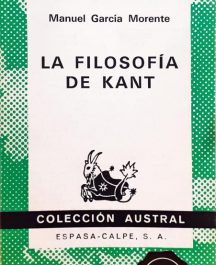 Manuel García Morente
LA FILOSOFÍA
DE KANT
COLECCIÓN AUSTRAL
ESPASA-CALPE, S. A.